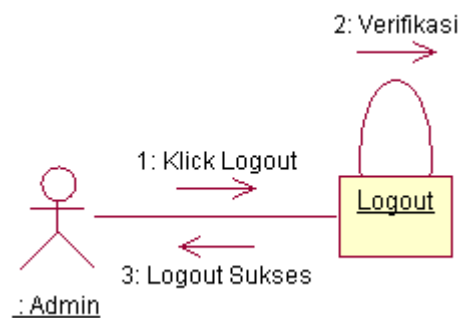 2: Verifikasi
1: Klick Logout
Logout
3: Logout Sukses
: Admin